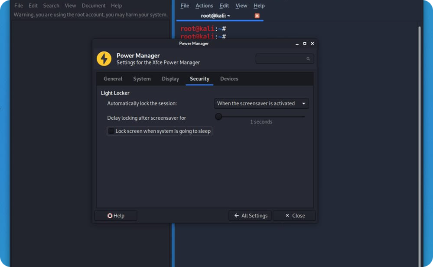 File Edit Search View Document Help
Warning, you are using the root account, you may harm your system.
File Actions Edit View Help
root@kali: ~
root@kali:~#
root@kali:~#
Power Manager
Power Manager
Settings for the Xfce Power Manager
General System Display Security Devices
Light Locker
Automatically lock the session: When the screensaver is activated
Delay locking after screensaver for
1 seconds
Lock screen when system is going to sleep
Help All Settings Close